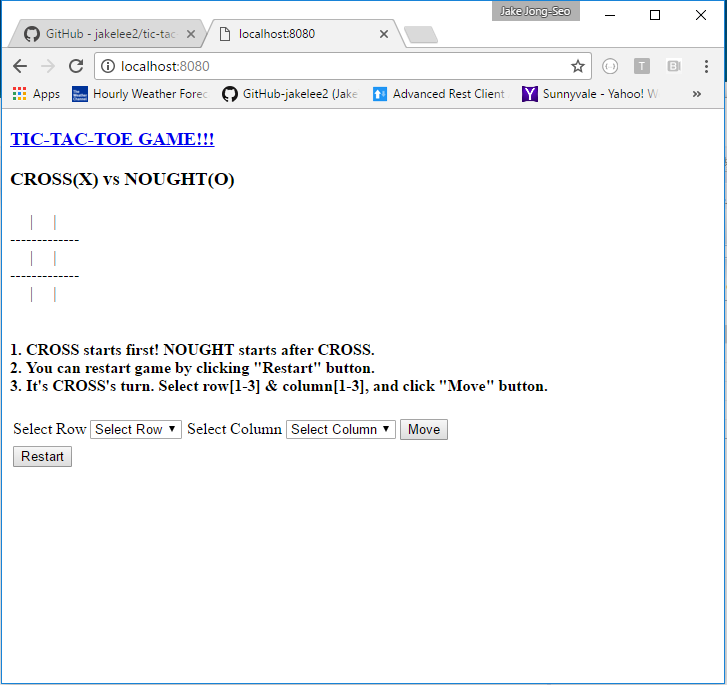 Jake Jong-Seo
GitHub - jakelee2/tic-tac
localhost:8080
localhost:8080
Apps
The Weather Channel
Hourly Weather Forec
GitHub-jakelee2 (Jake
Advanced Rest Client
Y
Sunnyvale - Yahoo! W
»
TIC-TAC-TOE GAME!!!
CROSS(X) vs NOUGHT(O)
| |
-------------
| |
-------------
| |
1. CROSS starts first! NOUGHT starts after CROSS.
2. You can restart game by clicking "Restart" button.
3. It's CROSS's turn. Select row[1-3] & column[1-3], and click "Move" button.
Select Row Select Row Select Column Select Column Move
Restart